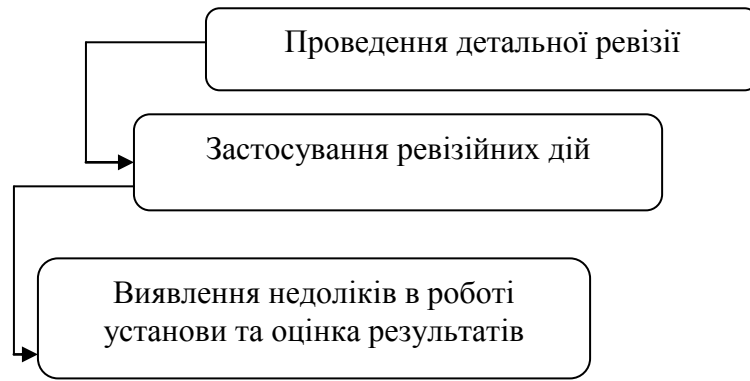 Проведення детальної ревізії
Застосування ревізійних дій
Виявлення недоліків в роботі
установи та оцінка результатів